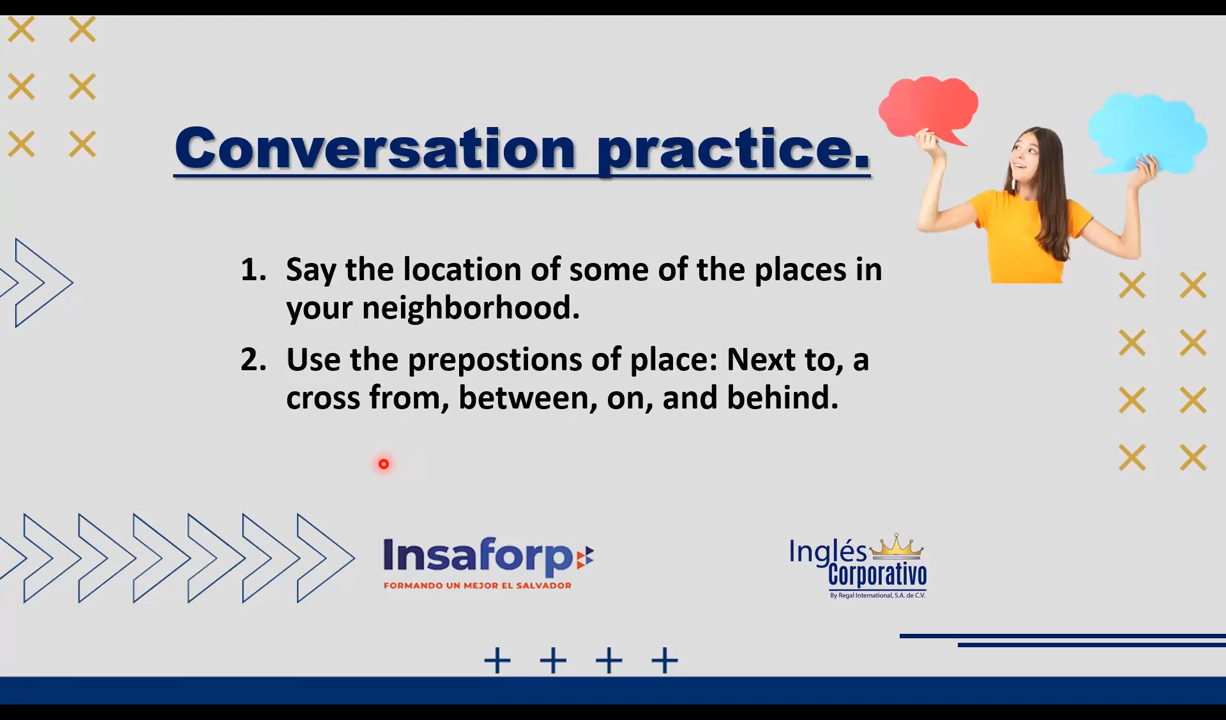 Conversation practice.
1. Say the location of some of the places in
your neighborhood.
2. Use the prepostions of place: Next to, a
cross from, between, on, and behind.
Insaforp
FORMANDO UN MEJOR EL SALVADOR
Inglés
Corporativo
By Regal International, S.A. de C.V.